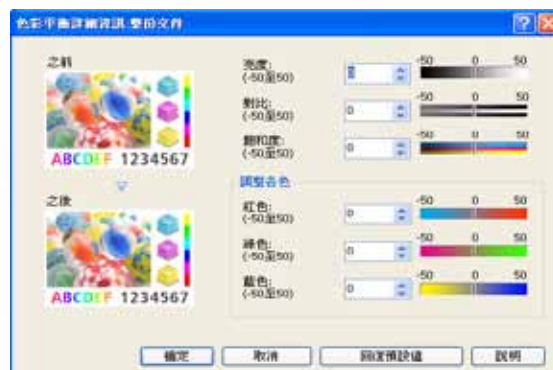 色彩平衡詳細資訊 整份文件
之前
ABCDEF 1234567
之後
ABCDEF 1234567
亮度:
(-50至50)
0
-50 0 50
對比:
(-50至50)
0
-50 0 50
飽和度:
(-50至50)
0
-50 0 50
調整各色
紅色:
(-50至50)
0
-50 0 50
綠色:
(-50至50)
0
-50 0 50
藍色:
(-50至50)
0
-50 0 50
確定
取消
回復預設值
說明